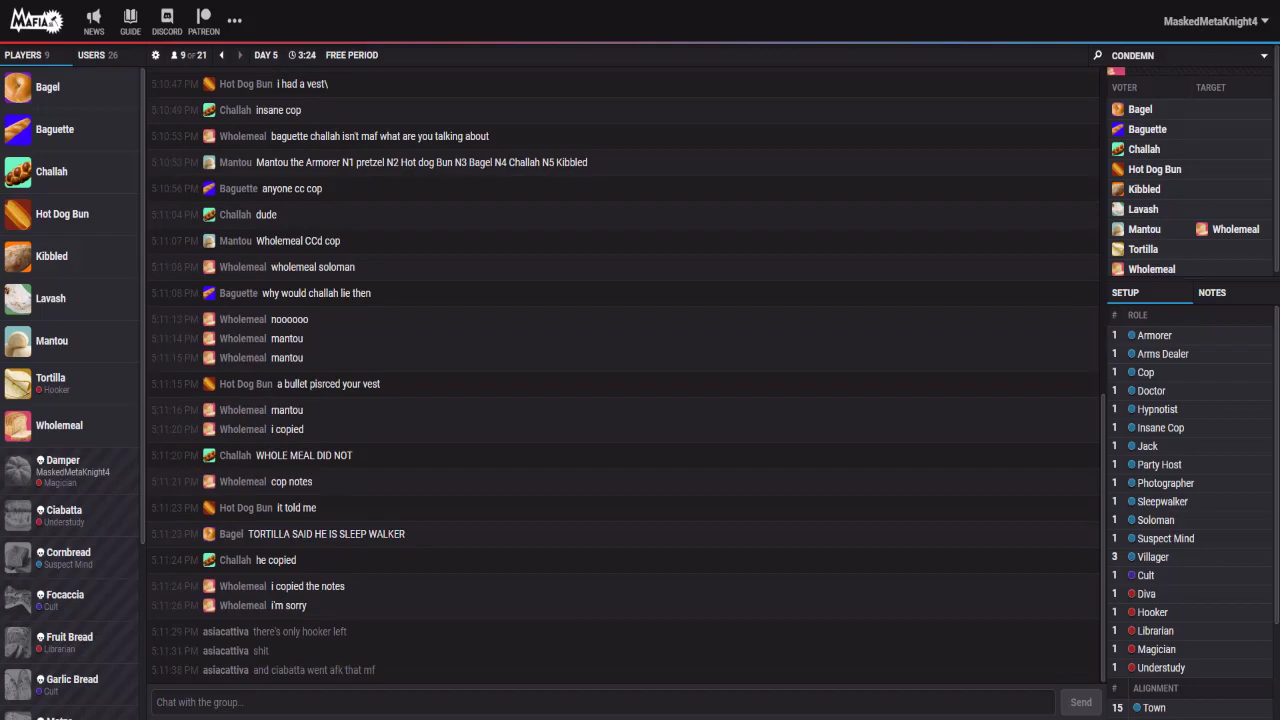 MAFIA
NEWS
GUIDE
DISCORD
PATREON
MaskedMetaKnight4
PLAYERS 9
USERS 26
9 OF 21
DAY 5
3:24
FREE PERIOD
CONDEMN
Bagel
Baguette
Challah
Hot Dog Bun
Kibbled
Lavash
Mantou
Tortilla
Hooker
Wholemeal
Damper
MaskedMetaKnight4
Magician
Ciabatta
Understudy
Cornbread
Suspect Mind
Focaccia
Cult
Fruit Bread
Librarian
Garlic Bread
Cult
5:10:47 PM Hot Dog Bun i had a vest\
5:10:49 PM Challah insane cop
5:10:53 PM Wholemeal baguette challah isn't maf what are you talking about
5:10:53 PM Mantou Mantou the Armorer N1 pretzel N2 Hot dog Bun N3 Bagel N4 Challah N5 Kibbled
5:10:56 PM Baguette anyone cc cop
5:11:04 PM Challah dude
5:11:07 PM Mantou Wholemeal CCd cop
5:11:08 PM Wholemeal wholemeal soloman
5:11:08 PM Baguette why would challah lie then
5:11:13 PM Wholemeal noooooo
5:11:14 PM Wholemeal mantou
5:11:15 PM Wholemeal mantou
5:11:15 PM Hot Dog Bun a bullet pisrced your vest
5:11:16 PM Wholemeal mantou
5:11:20 PM Wholemeal i copied
5:11:20 PM Challah WHOLE MEAL DID NOT
5:11:21 PM Wholemeal cop notes
5:11:23 PM Hot Dog Bun it told me
5:11:23 PM Bagel TORTILLA SAID HE IS SLEEP WALKER
5:11:24 PM Challah he copied
5:11:24 PM Wholemeal i copied the notes
5:11:26 PM Wholemeal i'm sorry
5:11:29 PM asiacattiva there's only hooker left
5:11:31 PM asiacattiva shit
5:11:38 PM asiacattiva and ciabatta went afk that mf
Chat with the group...
Send
VOTER TARGET
Bagel
Baguette
Challah
Hot Dog Bun
Kibbled
Lavash
Mantou Wholemeal
Tortilla
Wholemeal
SETUP NOTES
# ROLE
1 Armorer
1 Arms Dealer
1 Cop
1 Doctor
1 Hypnotist
1 Insane Cop
1 Jack
1 Party Host
1 Photographer
1 Sleepwalker
1 Soloman
1 Suspect Mind
3 Villager
1 Cult
1 Diva
1 Hooker
1 Librarian
1 Magician
1 Understudy
# ALIGNMENT
15 Town